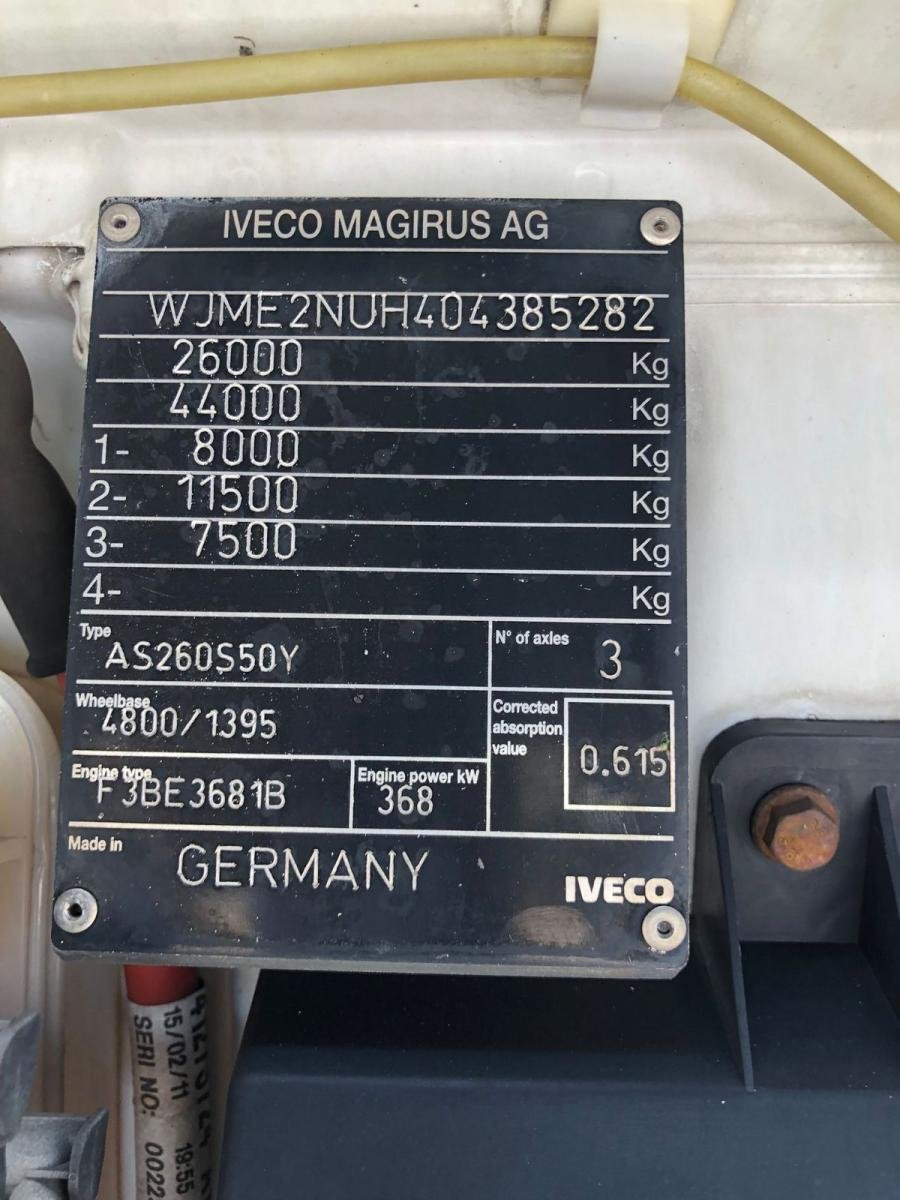 IVECO MAGIRUS AG
WJME2NUH404385282
26000 Kg
44000 Kg
1- 8000 Kg
2- 11500 Kg
3- 7500 Kg
4- Kg
Type
AS260S50Y
N° of axles
3
Wheelbase
4800/1395
Corrected
absorption
value
0.615
Engine type
F3BE3681B
Engine power kW
368
Made in
GERMANY
IVECO
15/02/11 19:55
SERI NO: